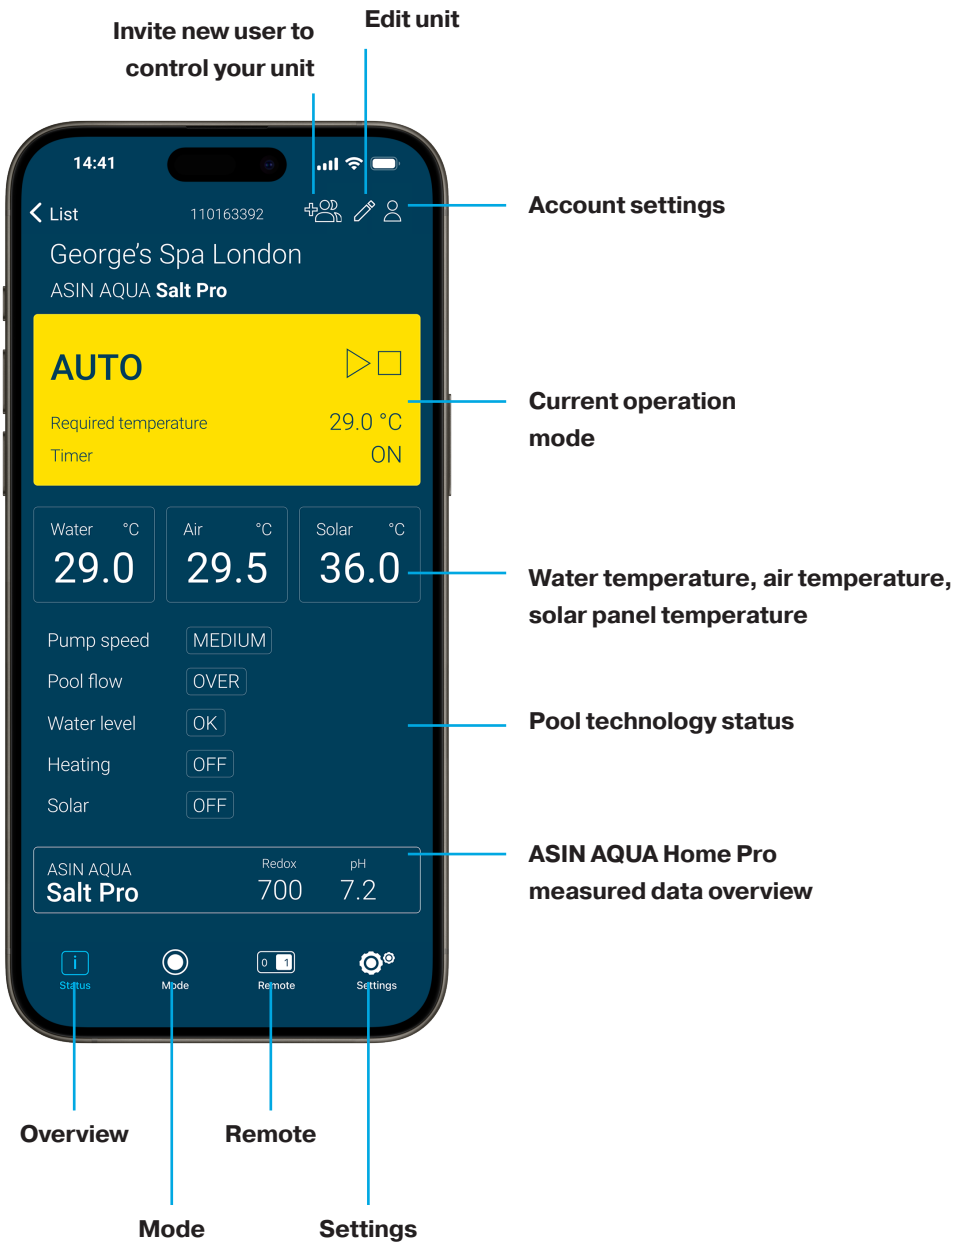 Edit unit
Invite new user to
control your unit
14:41
List
110163392
Account settings
George's Spa London
ASIN AQUA Salt Pro
AUTO
Required temperature 29.0 °C
Timer ON
Current operation
mode
Water °C Air °C Solar °C
29.0 29.5 36.0
Water temperature, air temperature,
solar panel temperature
Pump speed MEDIUM
Pool flow OVER
Water level OK
Heating OFF
Solar OFF
Pool technology status
ASIN AQUA Redox pH
Salt Pro 700 7.2
ASIN AQUA Home Pro
measured data overview
i 0 1
Status Mode Remote Settings
Overview Remote
Mode Settings